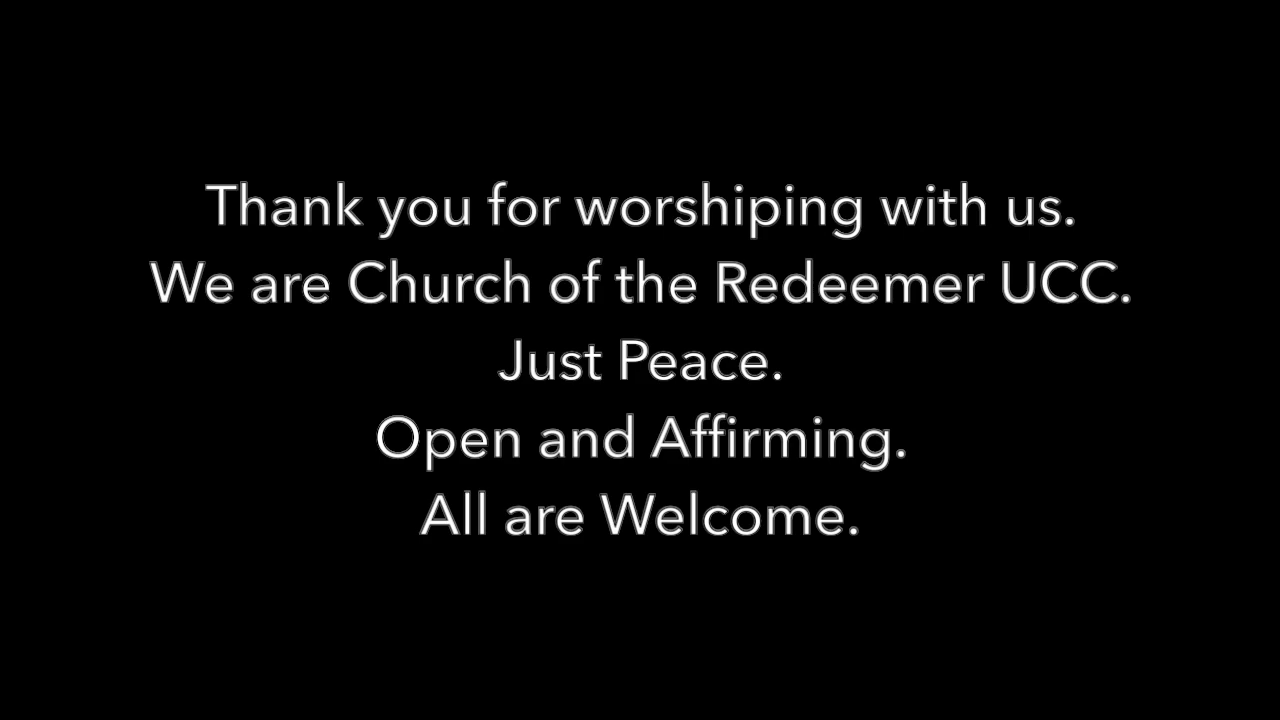 Thank you for worshiping with us.
We are Church of the Redeemer UCC.
Just Peace.
Open and Affirming.
All are Welcome.